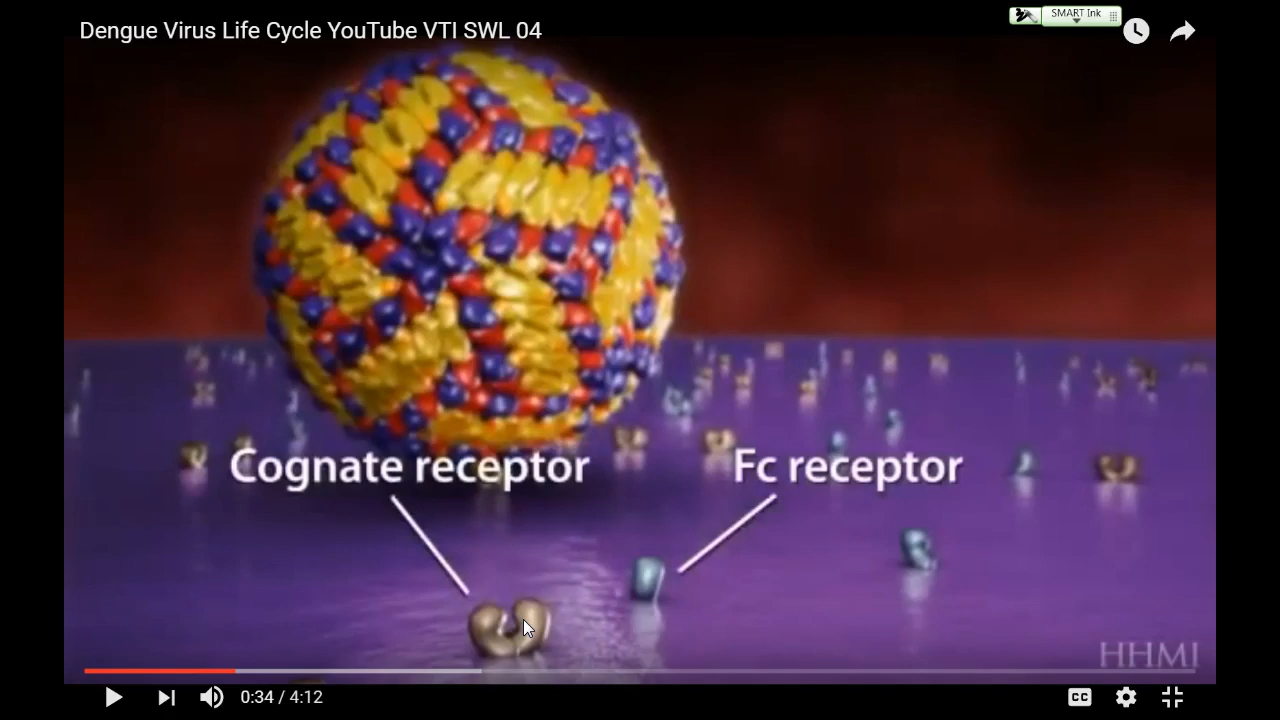 Dengue Virus Life Cycle YouTube VTI SWL 04
SMART Ink
Cognate receptor
Fc receptor
HHMI
0:34 / 4:12
CC